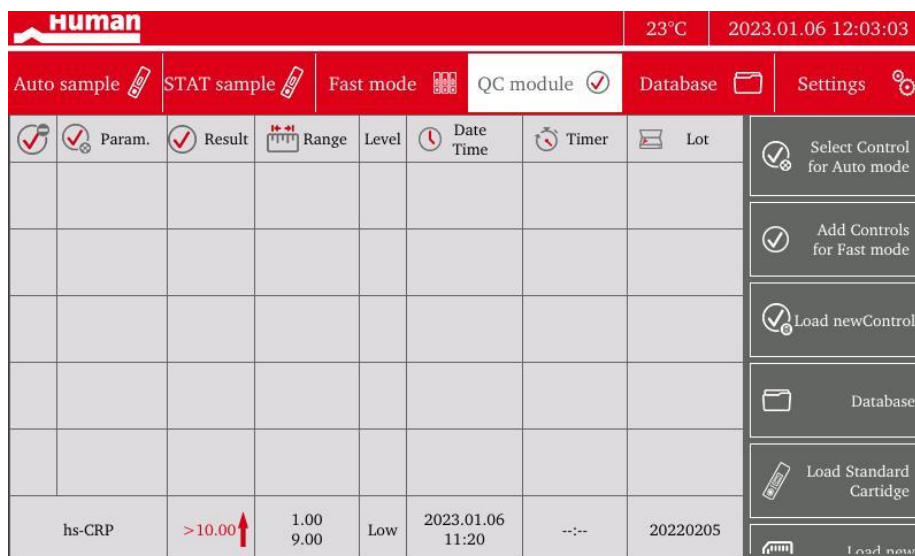 Human
23°C 2023.01.06 12:03:03
Auto sample STAT sample Fast mode QC module Database Settings
Param. Result Range Level Date Time Timer Lot
Select Control
for Auto mode
Add Controls
for Fast mode
Load newControl
Database
Load Standard
Cartidge
hs-CRP >10.00 1.00 9.00 Low 2023.01.06 11:20 --:-- 20220205
Load new